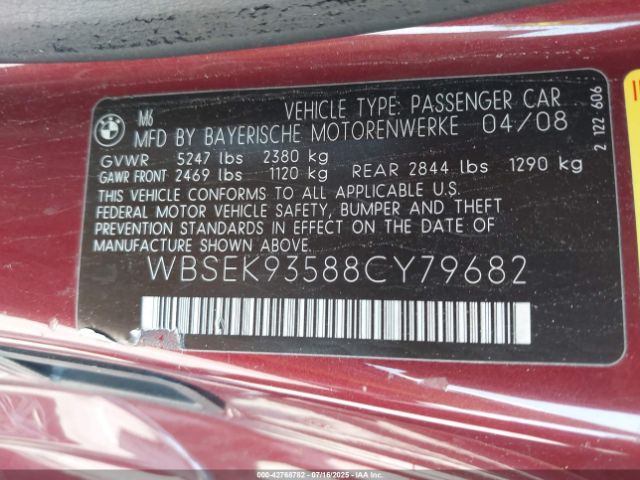 M6 VEHICLE TYPE: PASSENGER CAR
MFD BY BAYERISCHE MOTORENWERKE 04/08
GVWR 5247 lbs 2380 kg
GAWR FRONT 2469 lbs 1120 kg REAR 2844 lbs 1290 kg
THIS VEHICLE CONFORMS TO ALL APPLICABLE U.S.
FEDERAL MOTOR VEHICLE SAFETY, BUMPER AND THEFT
PREVENTION STANDARDS IN EFFECT ON THE DATE OF
MANUFACTURE SHOWN ABOVE.
WBSEK93588CY79682
2 122 606
000-42768782 - 07/16/2025 - IAAI.COM